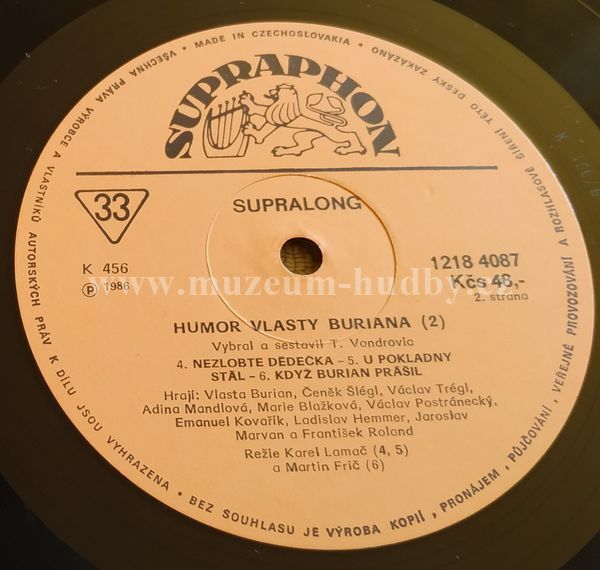 VÝROBCE A VLASTNÍKŮ AUTORSKÝCH PRÁV K DÍLU JSOU VYHRAZENA • BEZ SOUHLASU JE VÝROBA KOPIÍ, PRONÁJEM, PŮJČOVÁNÍ, VEŘEJNÉ PROVOZOVÁNÍ A ROZHLASOVÉ ŠÍŘENÍ TÉTO DESKY ZAKÁZÁNO • MADE IN CZECHOSLOVAKIA • VŠECHNA PRÁVA
SUPRAPHON
33
SUPRALONG
K 456
1218 4087
Ⓟ 1986
Kčs 48,-
www.muzeum-hudby.cz
2. strana
HUMOR VLASTY BURIANA (2)
Vybral a sestavil T. Vondrovic
4. NEZLOBTE DĚDEČKA – 5. U POKLADNY
STÁL – 6. KDYŽ BURIAN PRÁŠIL
Hrají: Vlasta Burian, Čeněk Šlégl, Václav Trégl,
Adina Mandlová, Marie Blažková, Václav Postránecký,
Emanuel Kovařík, Ladislav Hemmer, Jaroslav
Marvan a František Roland
Režie Karel Lamač (4, 5)
a Martin Frič (6)